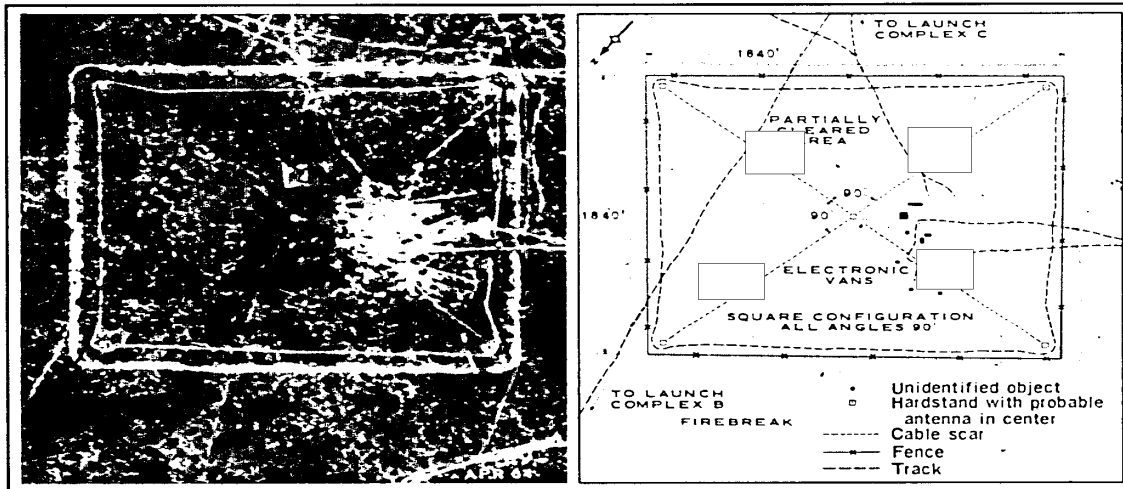 TO LAUNCH
COMPLEX C
1840'
PARTIALLY
CLEARED
AREA
1840'
90°
90
ELECTRONIC
VANS
SQUARE CONFIGURATION
ALL ANGLES 90°
TO LAUNCH
COMPLEX B
FIREBREAK
Unidentified object
Hardstand with probable
antenna in center
Cable scar
Fence
Track
APR 6